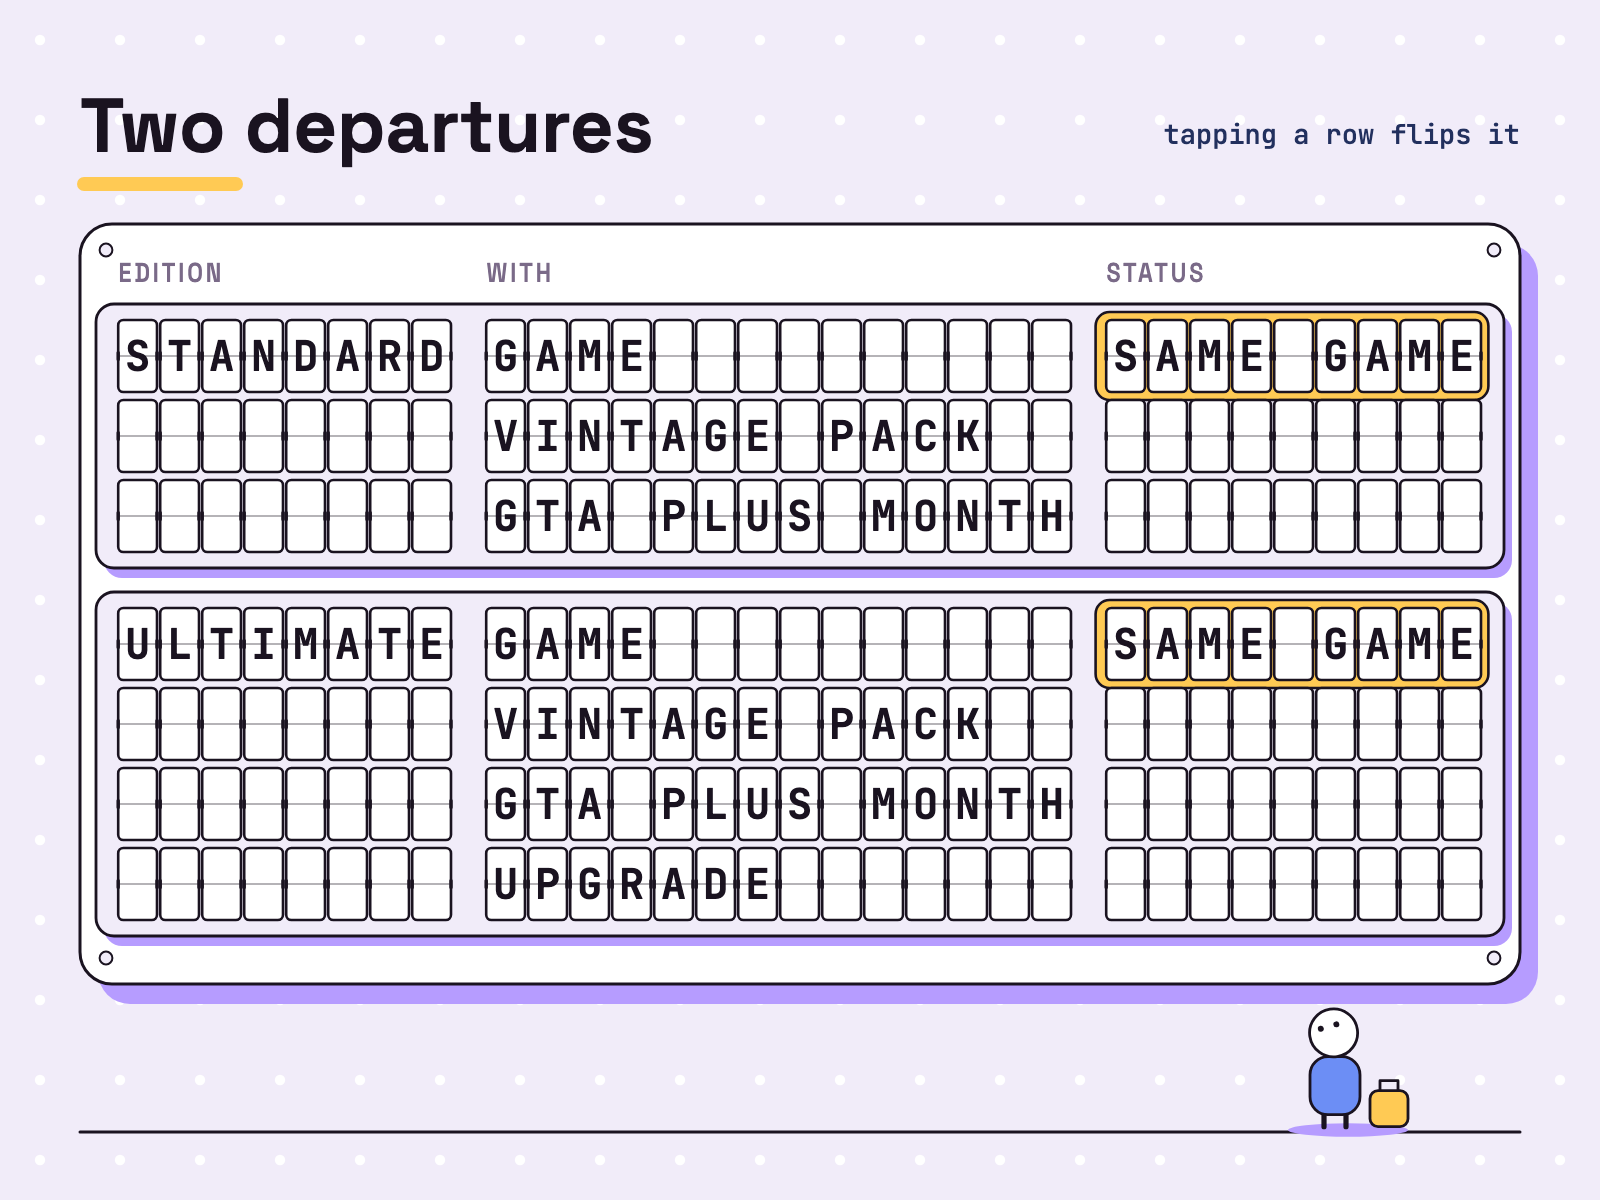 Two departures
tapping a row flips it
EDITION WITH STATUS
STANDARD GAME SAME GAME
VINTAGE PACK
GTA PLUS MONTH
ULTIMATE GAME SAME GAME
VINTAGE PACK
GTA PLUS MONTH
UPGRADE